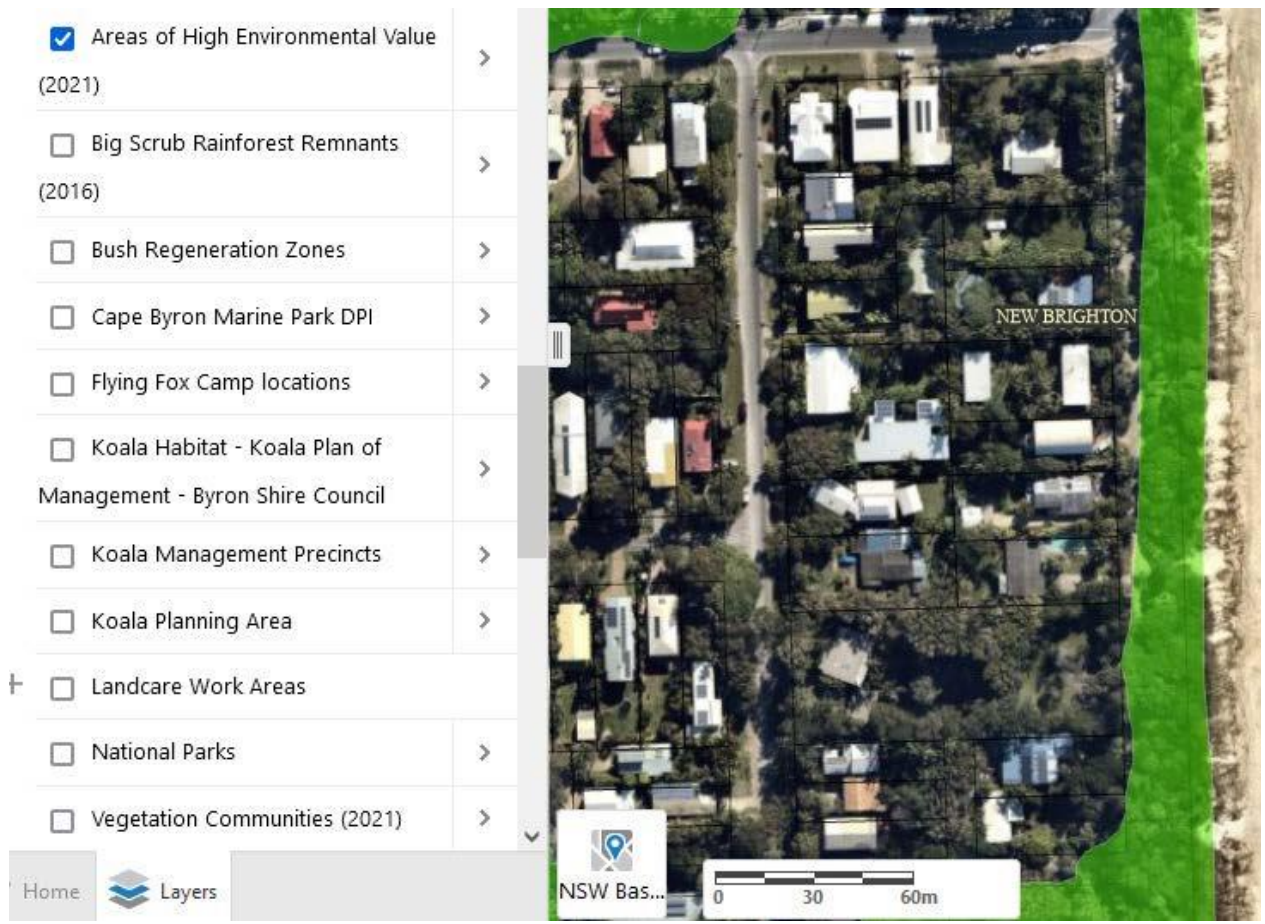 Areas of High Environmental Value
(2021)
Big Scrub Rainforest Remnants
(2016)
Bush Regeneration Zones
Cape Byron Marine Park DPI
Flying Fox Camp locations
Koala Habitat - Koala Plan of
Management - Byron Shire Council
Koala Management Precincts
Koala Planning Area
Landcare Work Areas
National Parks
Vegetation Communities (2021)
Home
Layers
NEW BRIGHTON
NSW Bas...
0 30 60m